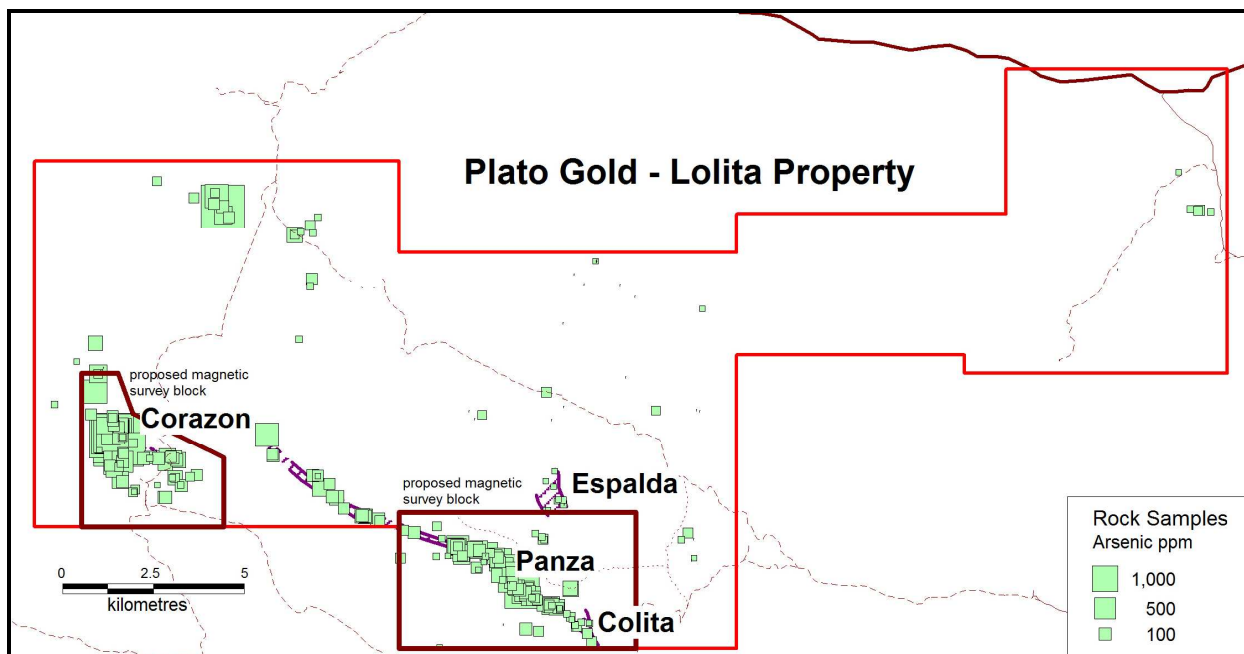 Plato Gold - Lolita Property
proposed magnetic
survey block
Corazon
proposed magnetic
survey block
Espalda
Panza
Colita
0 2.5 5
kilometres
Rock Samples
Arsenic ppm
1,000
500
100